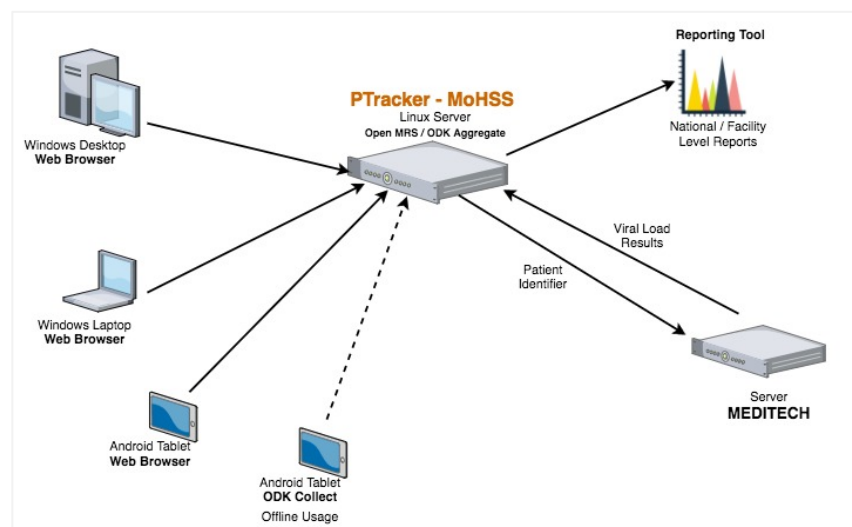 Reporting Tool
PTracker - MoHSS
Linux Server
Open MRS / ODK Aggregate
National / Facility
Level Reports
Windows Desktop
Web Browser
Viral Load
Results
Patient
Identifier
Windows Laptop
Web Browser
Server
MEDITECH
Android Tablet
Web Browser
Android Tablet
ODK Collect
Offline Usage